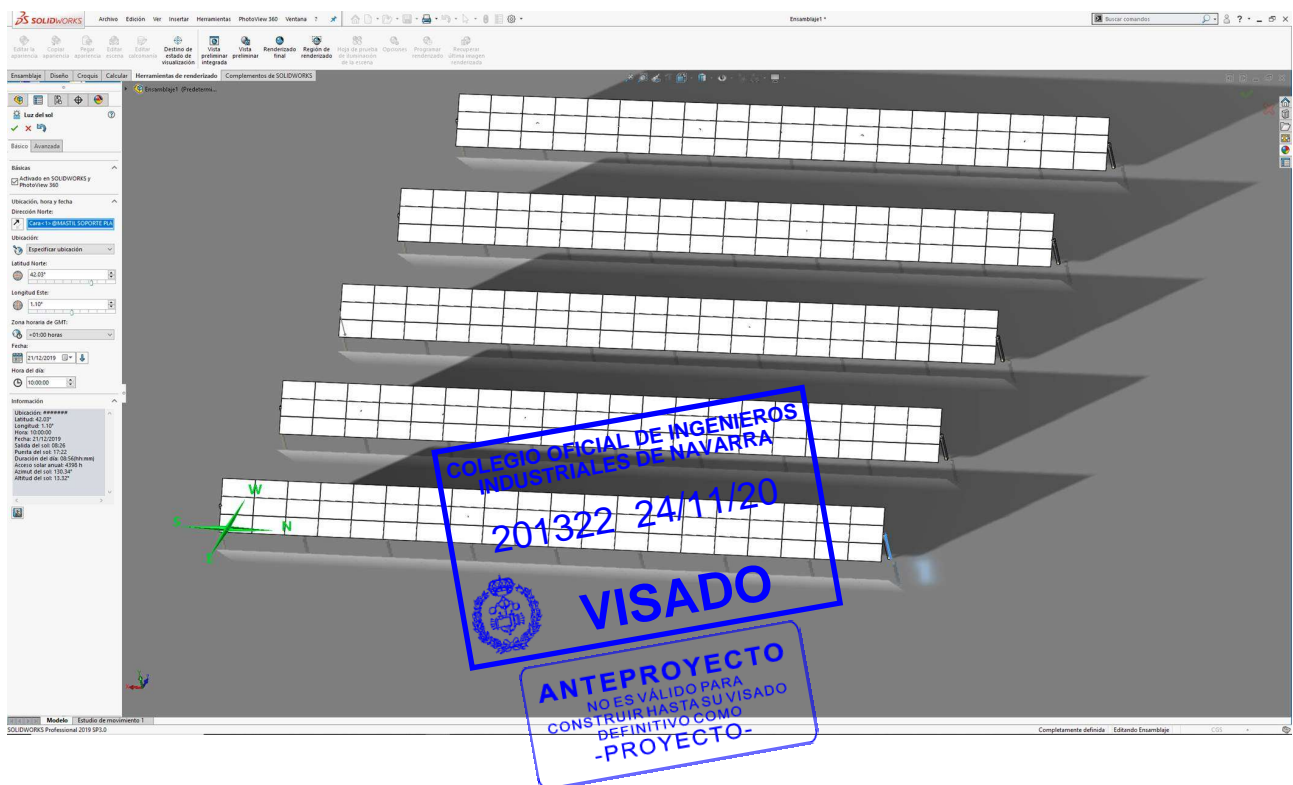 SOLIDWORKS Archivo Edición Ver Insertar Herramientas PhotoView 360 Ventana ? Ensamblaje1 * Buscar comandos
Editar la apariencia
Copiar apariencia
Pegar apariencia
Editar escena
Editar calcomanía
Destino de estado de visualización
Vista preliminar integrada
Vista preliminar
Renderizado final
Región de renderizado
Hoja de prueba de iluminación de la escena
Opciones
Programar renderizado
Recuperar última imagen renderizada
Ensamblaje Diseño Croquis Calcular Herramientas de renderizado Complementos de SOLIDWORKS
Ensamblaje1 (Predetermi...
Luz del sol
Básico Avanzada
Básicas
Activado en SOLIDWORKS y
PhotoView 360
Ubicación, hora y fecha
Dirección Norte:
Cara<1>@MASTIL SOPORTE PLA
Ubicación:
Especificar ubicación
Latitud Norte:
42.03°
Longitud Este:
1.10°
Zona horaria de GMT:
+01:00 horas
Fecha:
21/12/2019
Hora del día:
10:00:00
Información
Ubicación: #######
Latitud: 42.03°
Longitud: 1.10°
Hora: 10:00:00
Fecha: 21/12/2019
Salida del sol: 08:26
Puesta del sol: 17:22
Duración del día: 08:56(hh:mm)
Acceso solar anual: 4398 h
Azimut del sol: 130.34°
Altitud del sol: 13.32°
W
N
COLEGIO OFICIAL DE INGENIEROS
INDUSTRIALES DE NAVARRA
201322 24/11/20
VISADO
ANTEPROYECTO
NO ES VÁLIDO PARA
CONSTRUIR HASTA SU VISADO
DEFINITIVO COMO
-PROYECTO-
Modelo Estudio de movimiento 1
SOLIDWORKS Professional 2019 SP3.0 Completamente definida Editando Ensamblaje CGS